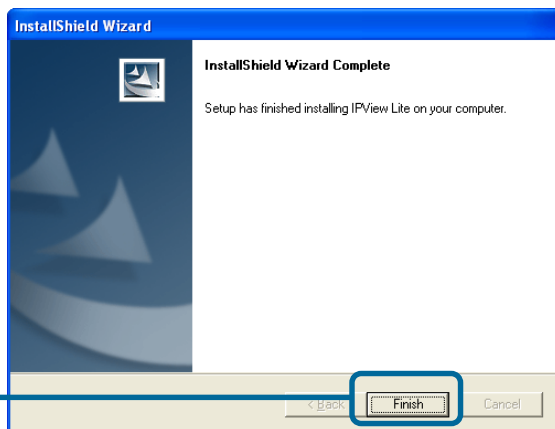 InstallShield Wizard
InstallShield Wizard Complete
Setup has finished installing IPView Lite on your computer.
< Back
Finish
Cancel